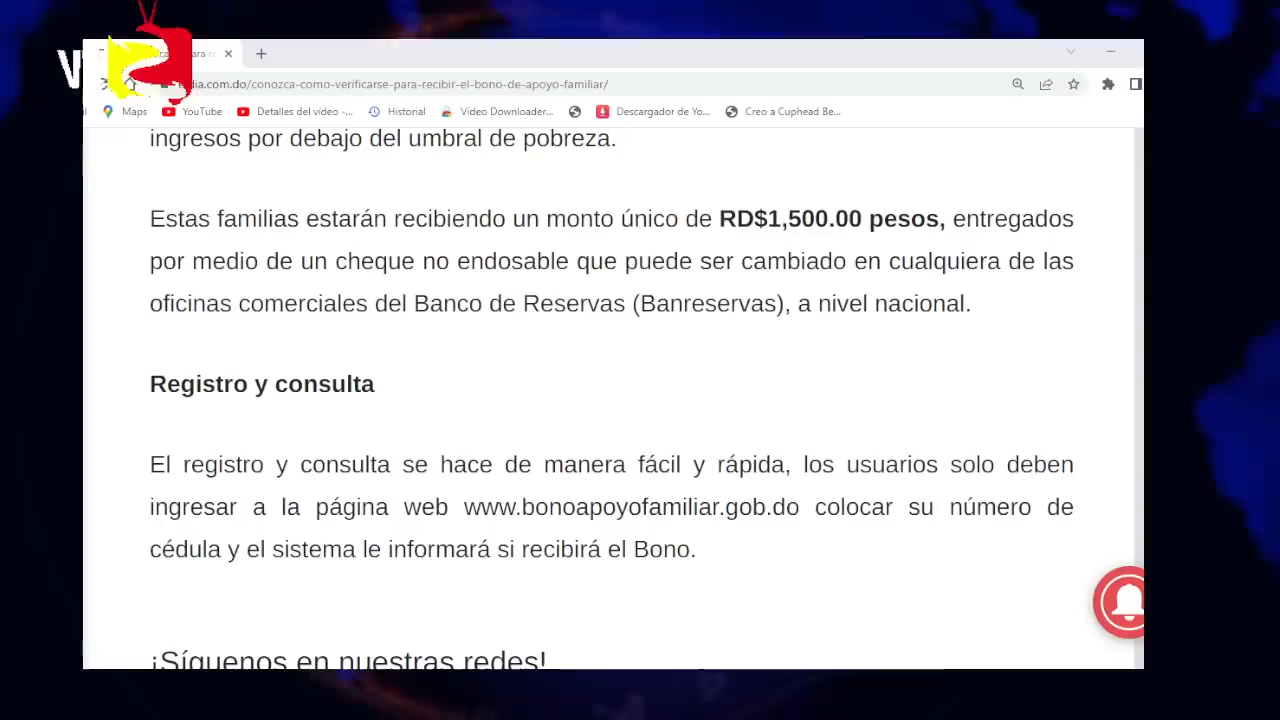 dia.com.do/conozca-como-verificarse-para-recibir-el-bono-de-apoyo-familiar/
Maps YouTube Detalles del vídeo -... Historial Video Downloader... Descargador de Yo... Creo a Cuphead Be...
ingresos por debajo del umbral de pobreza.
Estas familias estarán recibiendo un monto único de RD$1,500.00 pesos, entregados
por medio de un cheque no endosable que puede ser cambiado en cualquiera de las
oficinas comerciales del Banco de Reservas (Banreservas), a nivel nacional.
Registro y consulta
El registro y consulta se hace de manera fácil y rápida, los usuarios solo deben
ingresar a la página web www.bonoapoyofamiliar.gob.do colocar su número de
cédula y el sistema le informará si recibirá el Bono.
¡Síguenos en nuestras redes!